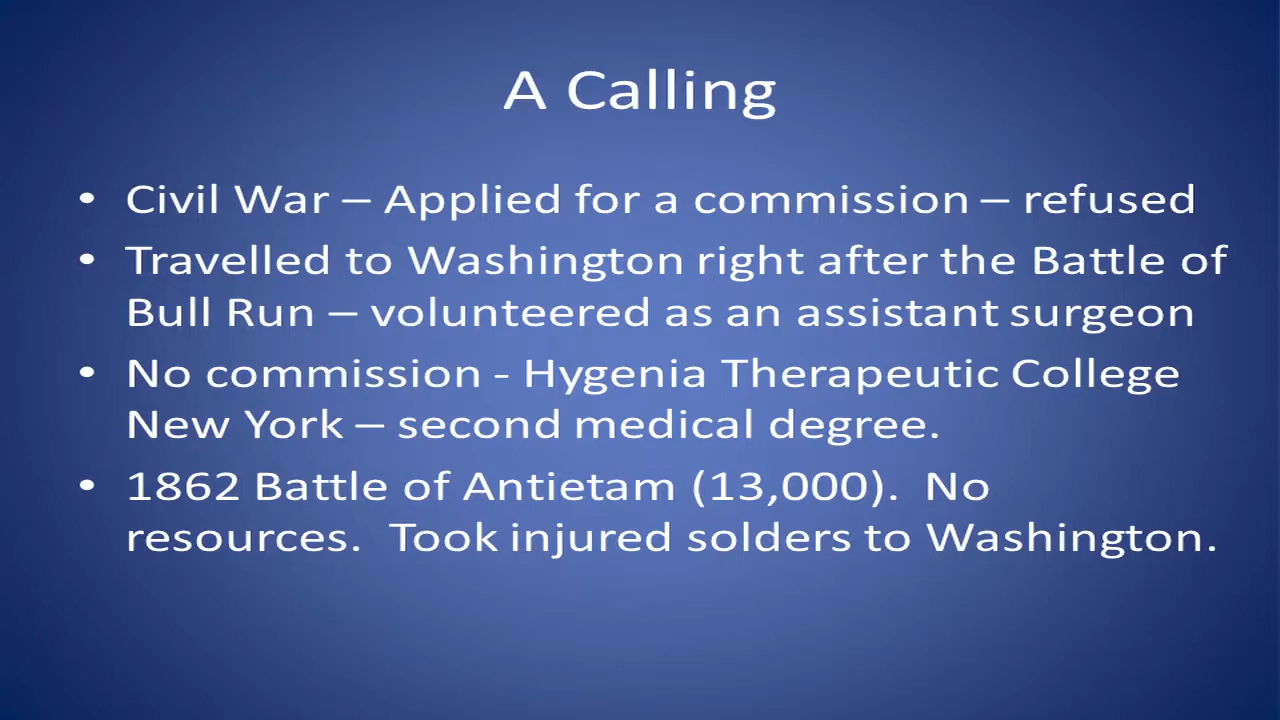 A Calling
• Civil War – Applied for a commission – refused
• Travelled to Washington right after the Battle of
Bull Run – volunteered as an assistant surgeon
• No commission - Hygenia Therapeutic College
New York – second medical degree.
• 1862 Battle of Antietam (13,000).  No
resources.  Took injured solders to Washington.